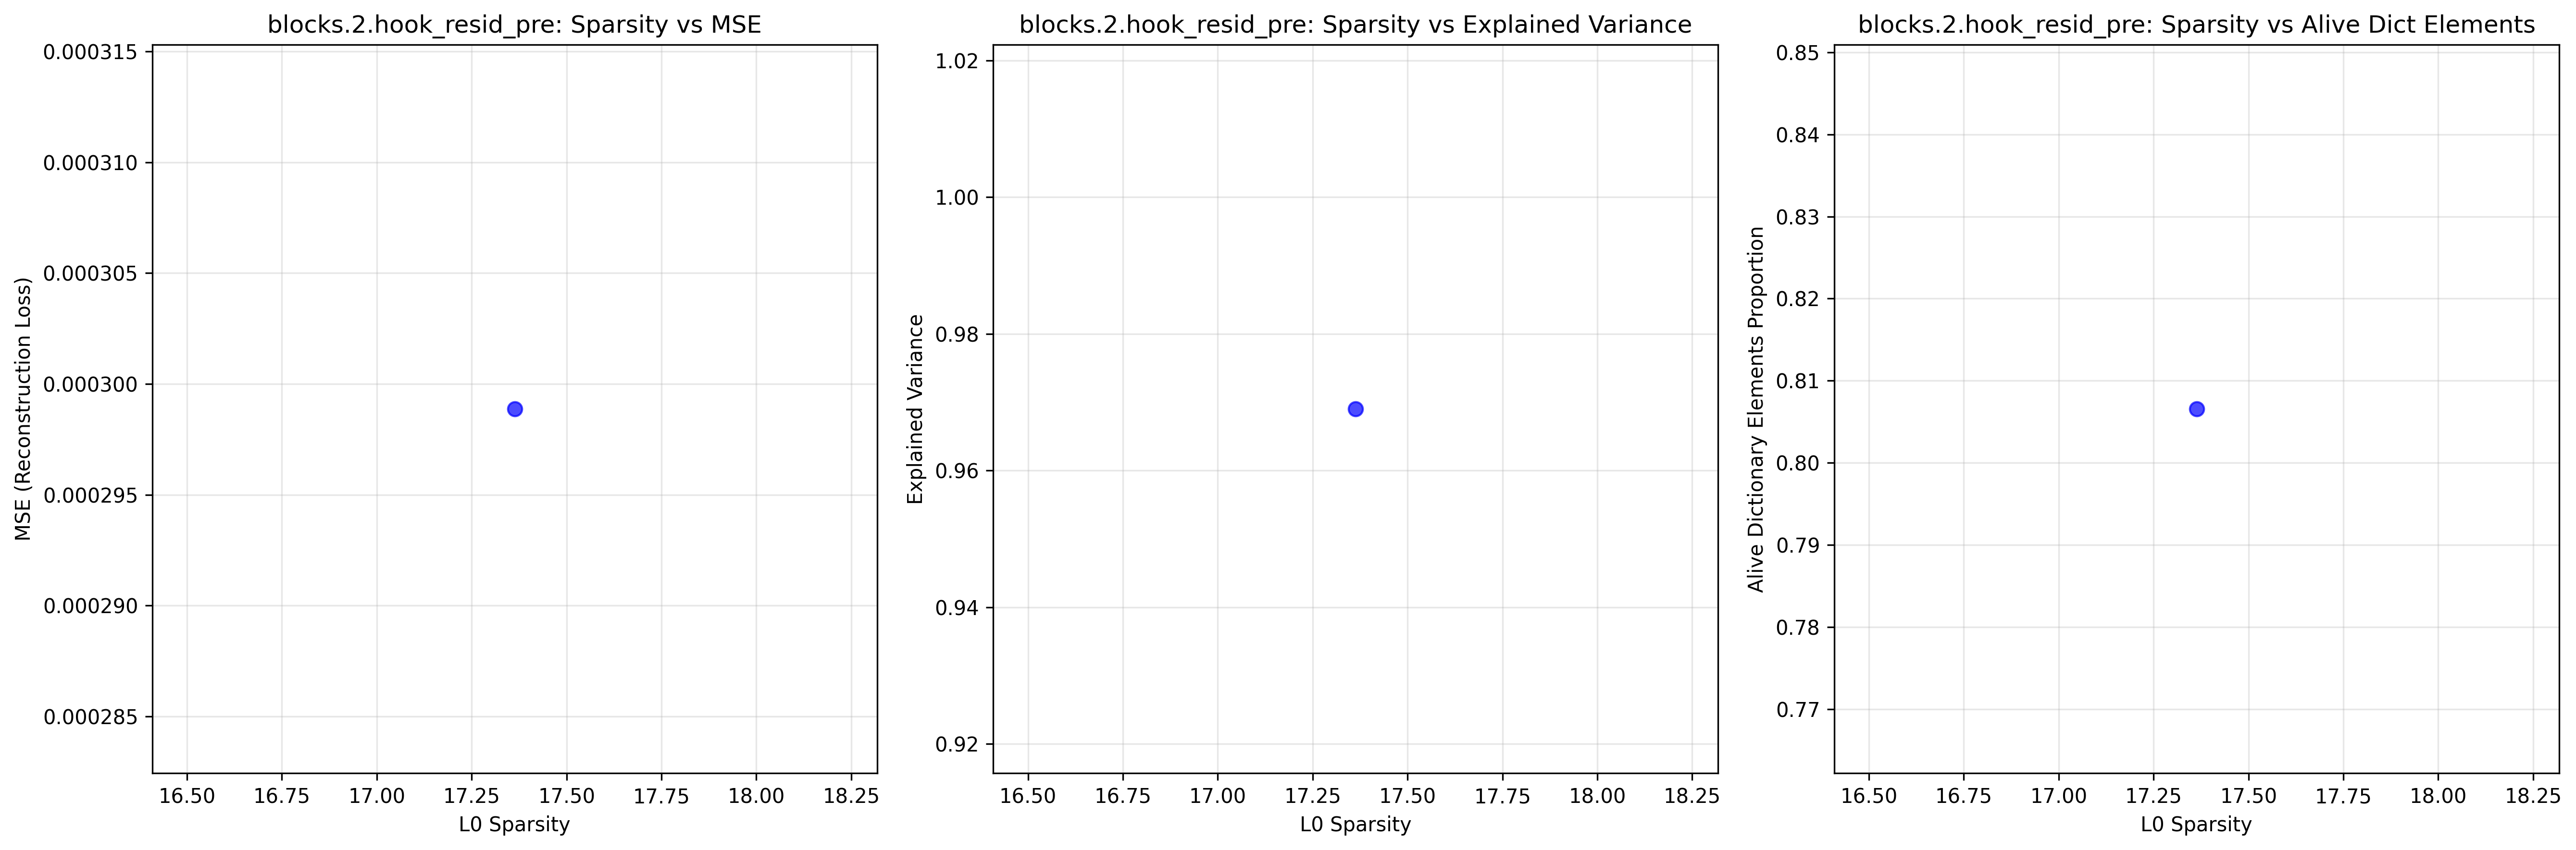 blocks.2.hook_resid_pre: Sparsity vs MSE
0.000315
0.000310
0.000305
0.000300
0.000295
0.000290
0.000285
MSE (Reconstruction Loss)
16.50 16.75 17.00 17.25 17.50 17.75 18.00 18.25
L0 Sparsity
blocks.2.hook_resid_pre: Sparsity vs Explained Variance
1.02
1.00
0.98
0.96
0.94
0.92
Explained Variance
16.50 16.75 17.00 17.25 17.50 17.75 18.00 18.25
L0 Sparsity
blocks.2.hook_resid_pre: Sparsity vs Alive Dict Elements
0.85
0.84
0.83
0.82
0.81
0.80
0.79
0.78
0.77
Alive Dictionary Elements Proportion
16.50 16.75 17.00 17.25 17.50 17.75 18.00 18.25
L0 Sparsity